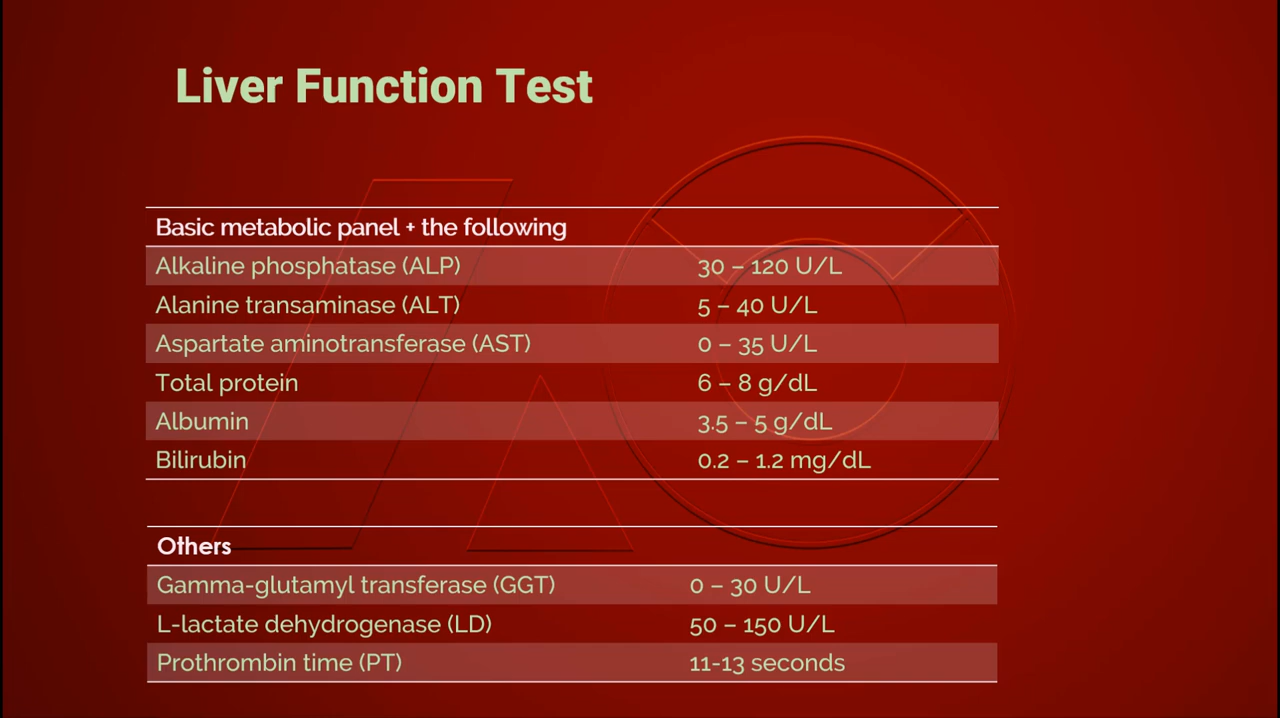 Liver Function Test
Basic metabolic panel + the following
Alkaline phosphatase (ALP) 30 – 120 U/L
Alanine transaminase (ALT) 5 – 40 U/L
Aspartate aminotransferase (AST) 0 – 35 U/L
Total protein 6 – 8 g/dL
Albumin 3.5 – 5 g/dL
Bilirubin 0.2 – 1.2 mg/dL
Others
Gamma-glutamyl transferase (GGT) 0 – 30 U/L
L-lactate dehydrogenase (LD) 50 – 150 U/L
Prothrombin time (PT) 11-13 seconds